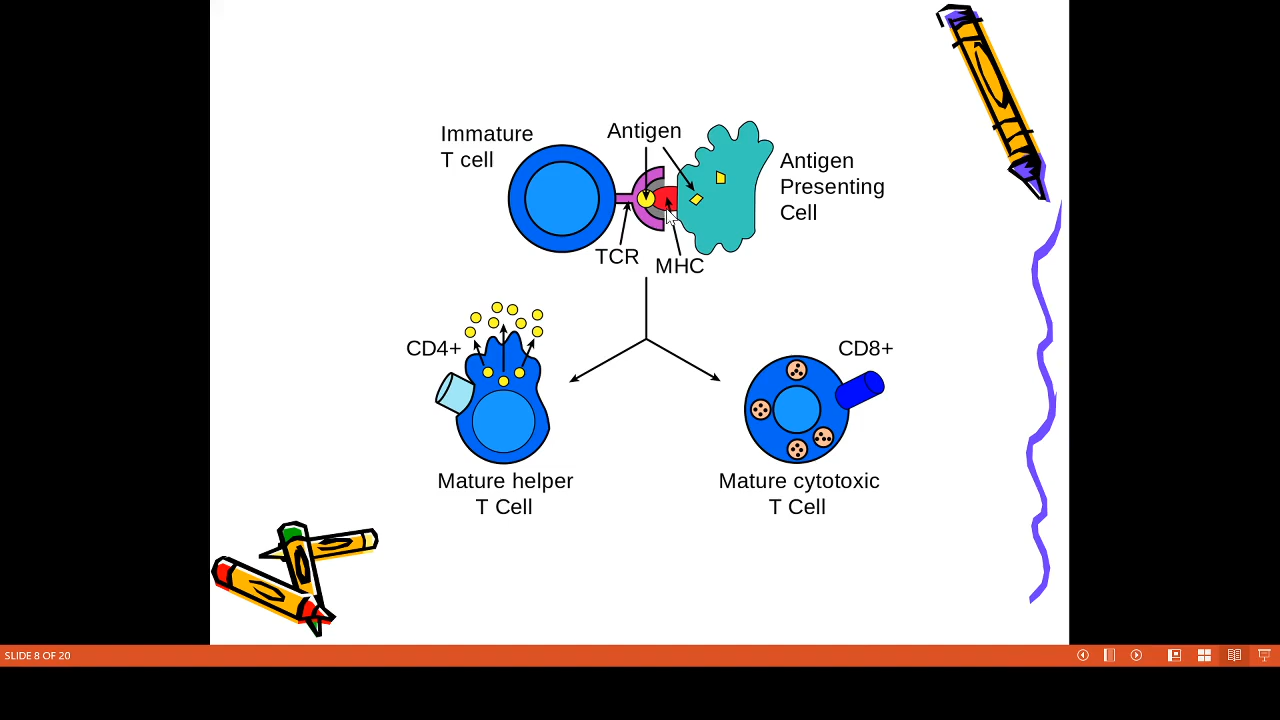 Immature
T cell
Antigen
Antigen
Presenting
Cell
TCR
MHC
CD4+
CD8+
Mature helper
T Cell
Mature cytotoxic
T Cell
SLIDE 8 OF 20